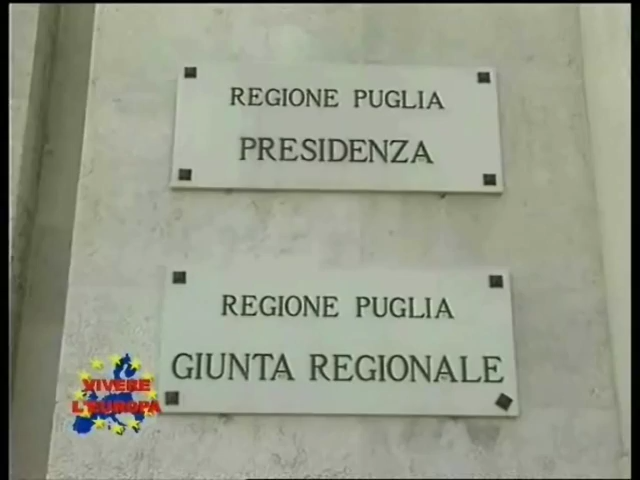 REGIONE PUGLIA
PRESIDENZA
REGIONE PUGLIA
GIUNTA REGIONALE
VIVERE
L'EUROPA